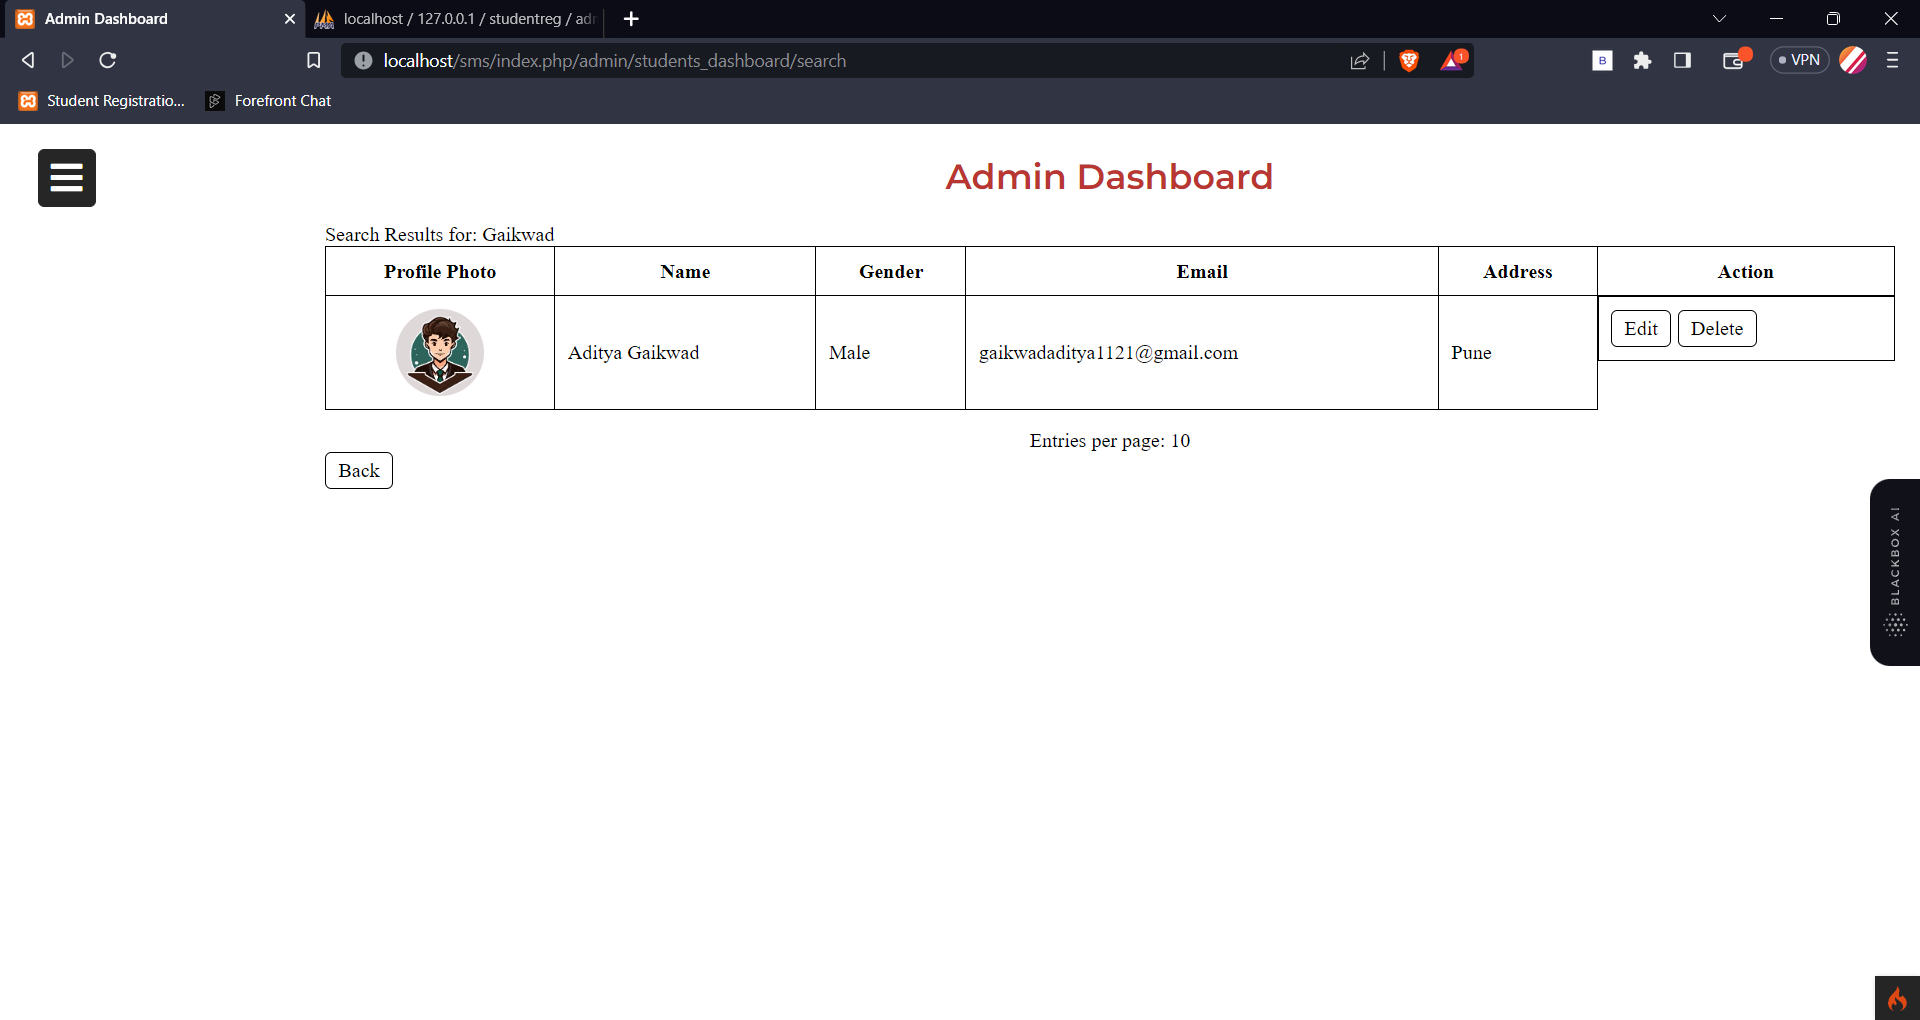 Admin Dashboard
localhost / 127.0.0.1 / studentreg / adr
localhost/sms/index.php/admin/students_dashboard/search
1
B
VPN
Student Registratio...
Forefront Chat
Admin Dashboard
Search Results for: Gaikwad
Profile Photo Name Gender Email Address Action
Aditya Gaikwad Male gaikwadaditya1121@gmail.com Pune Edit Delete
Entries per page: 10
Back
BLACKBOX AI